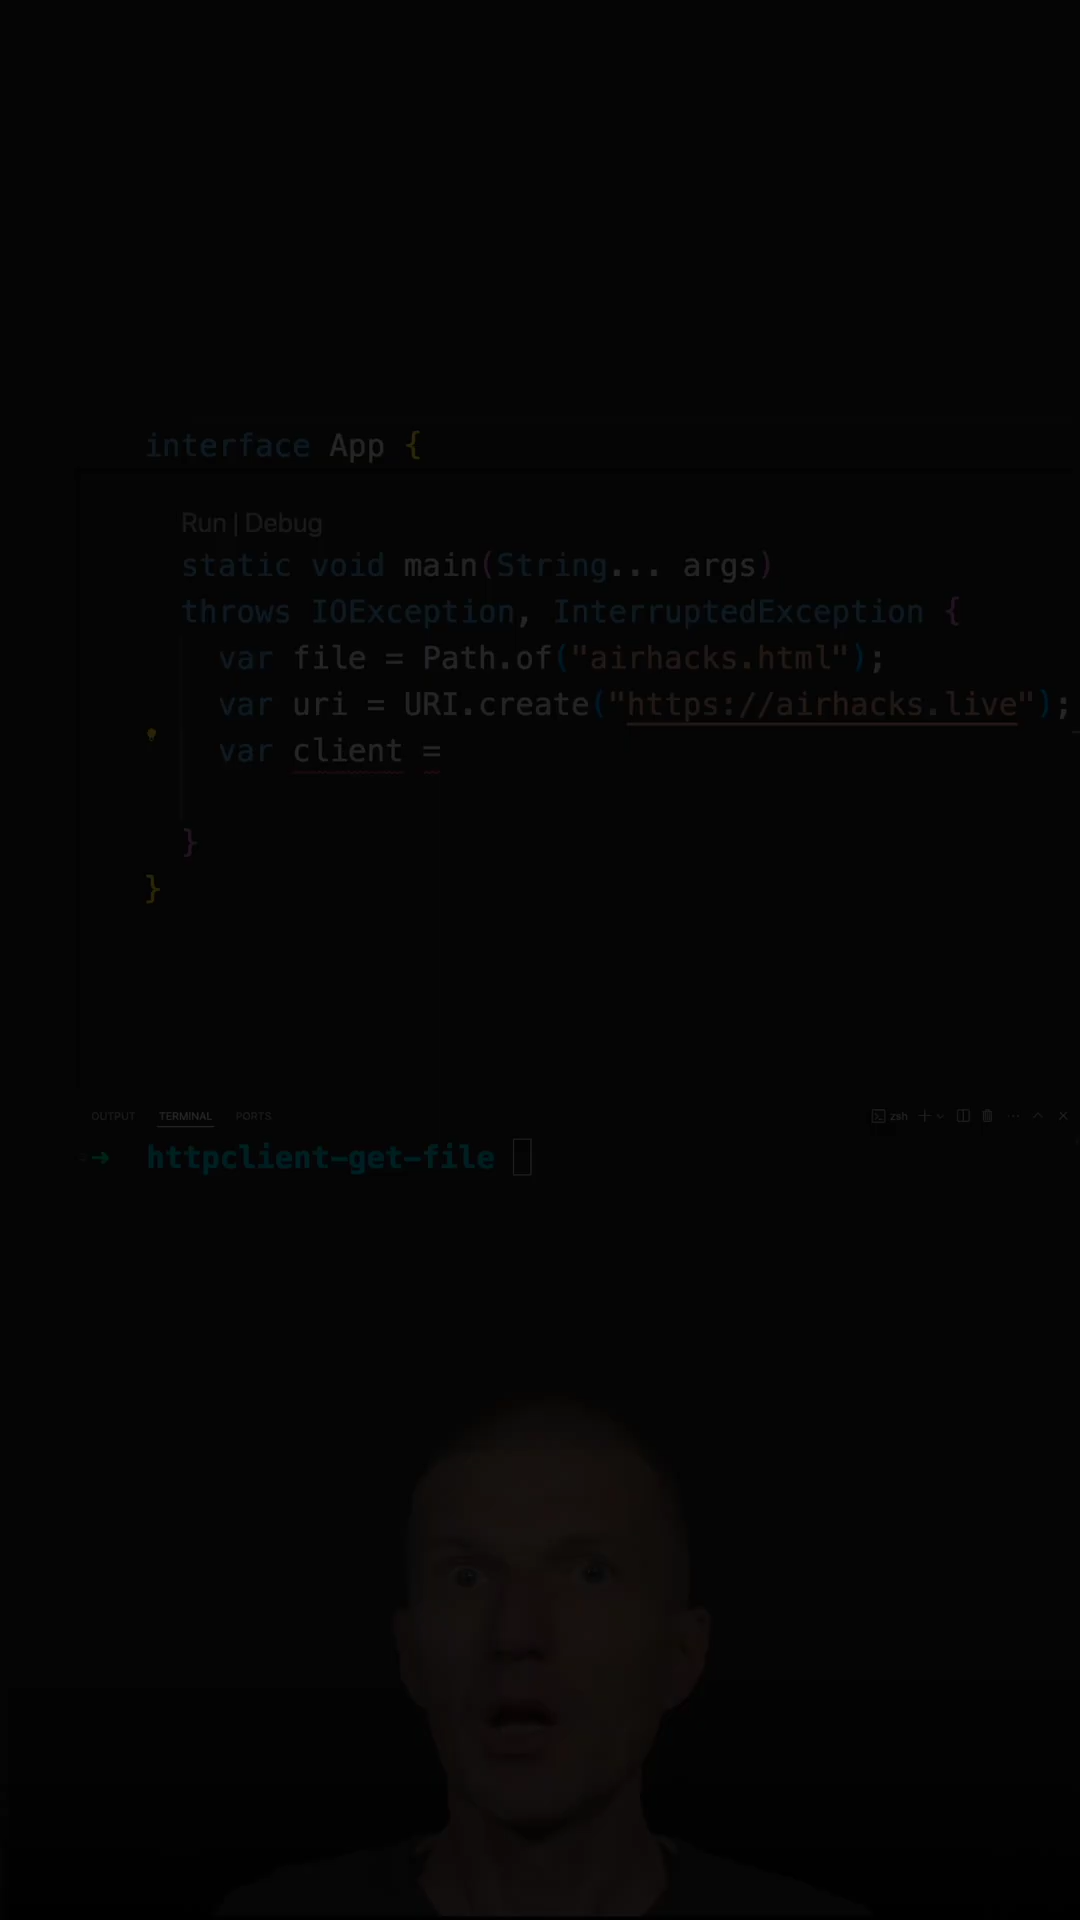 interface App {
Run | Debug
static void main(String... args)
throws IOException, InterruptedException {
var file = Path.of("airhacks.html");
var uri = URI.create("https://airhacks.live");
var client =
}
}
OUTPUT TERMINAL PORTS zsh
httpclient-get-file